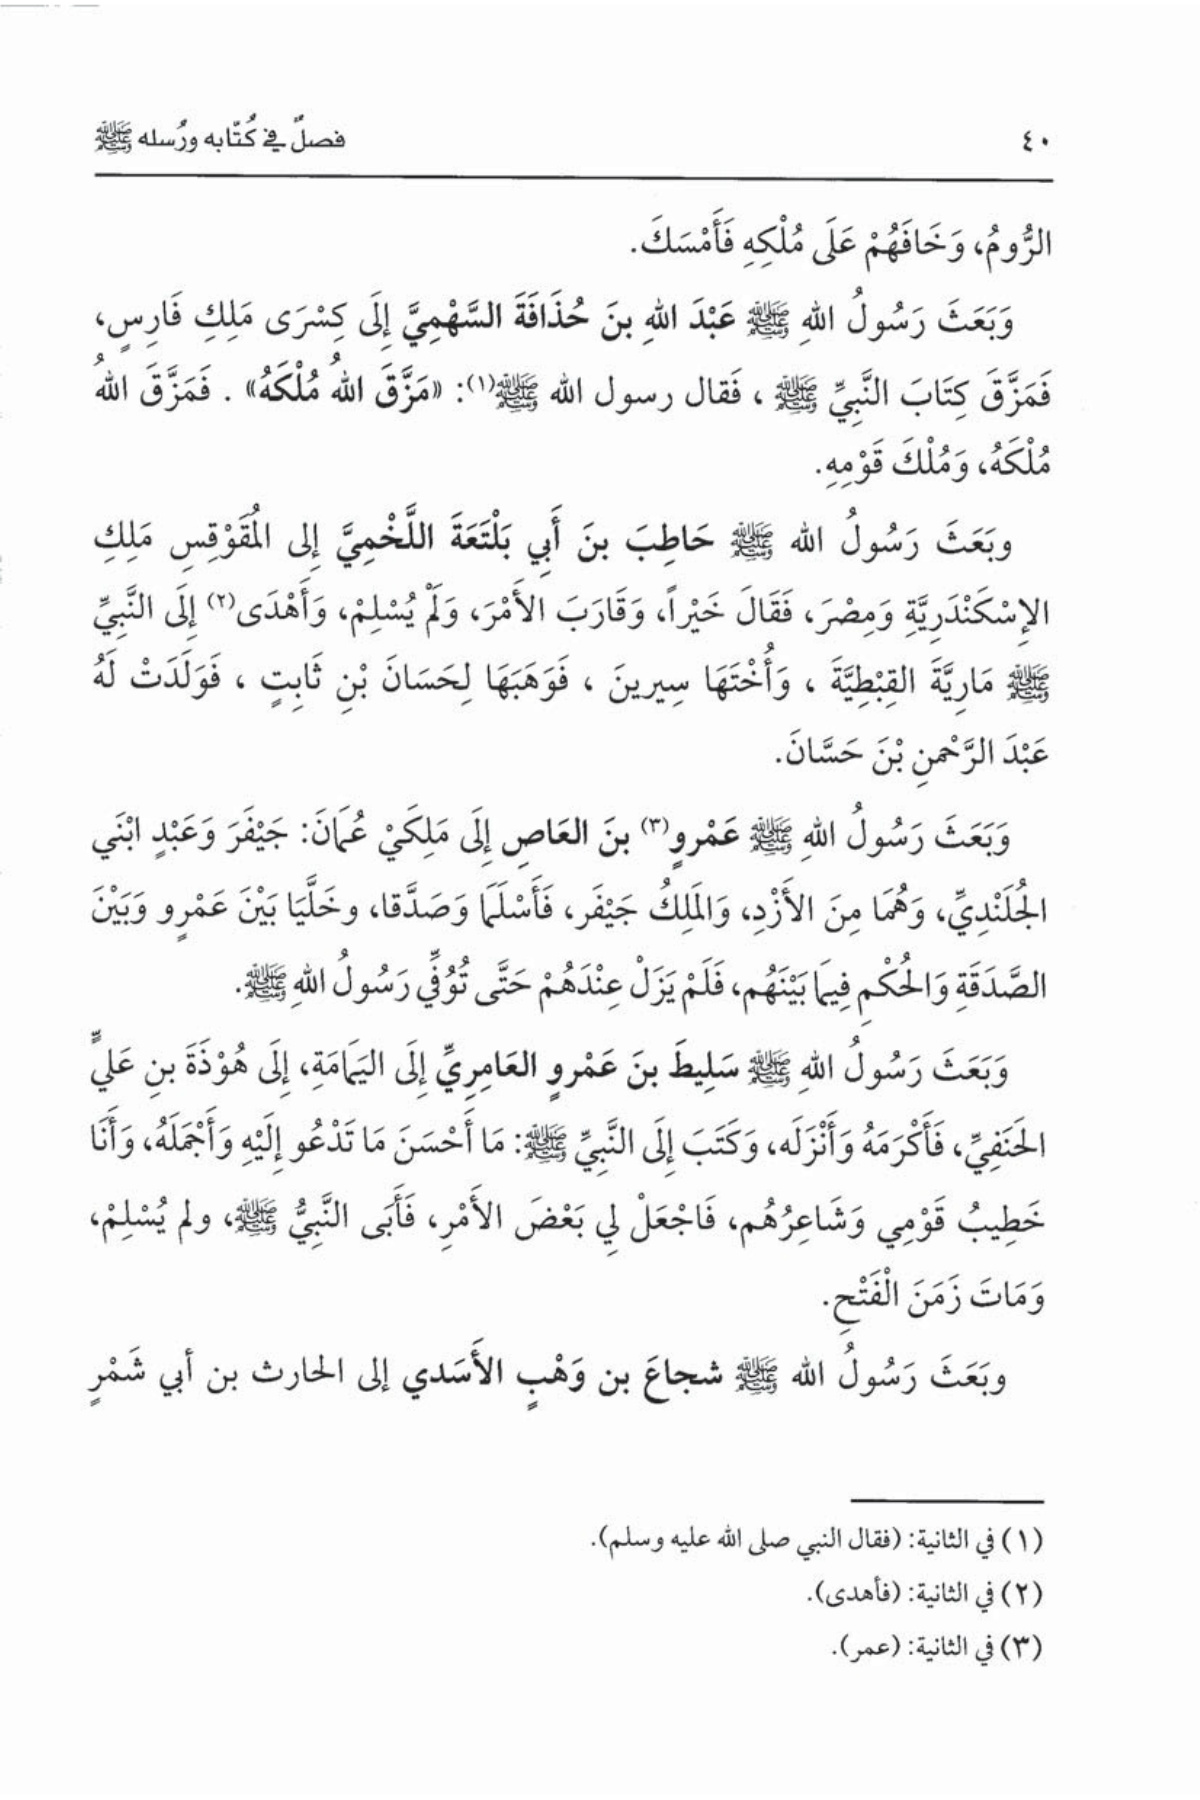 ٤٠
فصلٌ في كُتّابه ورُسله ﷺ
الرُّومُ، وَخَافَهُمْ عَلَى مُلْكِهِ فَأَمْسَكَ.
وَبَعَثَ رَسُولُ اللهِ ﷺ عَبْدَ اللهِ بنَ حُذَافَةَ السَّهْمِيَّ إِلَى كِسْرَى مَلِكِ فَارِسٍ،
فَمَزَّقَ كِتَابَ النَّبِيِّ ﷺ ، فَقال رسول الله ﷺ(١): «مَزَّقَ اللهُ مُلْكَهُ» . فَمَزَّقَ اللهُ
مُلْكَهُ، وَمُلْكَ قَوْمِهِ.
وبَعَثَ رَسُولُ الله ﷺ حَاطِبَ بنَ أَبِي بَلْتَعَةَ اللَّخْمِيَّ إلى المُقَوْقِسِ مَلِكِ
الإِسْكَنْدَرِيَّةِ وَمِصْرَ، فَقَالَ خَيْراً، وَقَارَبَ الأَمْرَ، وَلَمْ يُسْلِمْ، وَأَهْدَى(٢) إِلَى النَّبِيِّ
ﷺ مَارِيَّةَ القِبْطِيَّةَ ، وَأُخْتَهَا سِيرينَ ، فَوَهَبَهَا لِحَسَانَ بْنِ ثَابِتٍ ، فَوَلَدَتْ لَهُ
عَبْدَ الرَّحْمنِ بْنَ حَسَّانَ.
وَبَعَثَ رَسُولُ اللهِ ﷺ عَمْروٍ(٣) بنَ العَاصِ إِلَى مَلِكَيْ عُمَانَ: جَيْفَرَ وَعَبْدٍ ابْنَي
الجُلَنْدِيِّ، وَهُمَا مِنَ الأَزْدِ، وَالمَلِكُ جَيْفَر، فَأَسْلَمَا وَصَدَّقا، وخَلَّيَا بَيْنَ عَمْرٍو وَبَيْنَ
الصَّدَقَةِ وَالحُكْمِ فِيمَا بَيْنَهُم، فَلَمْ يَزَلْ عِنْدَهُمْ حَتَّى تُوُفِّي رَسُولُ اللهِ ﷺ.
وَبَعَثَ رَسُولُ اللهِ ﷺ سَلِيطَ بنَ عَمْروٍ العَامِرِيِّ إِلَى اليَمَامَةِ، إِلَى هُوْذَةَ بنِ عَليٍّ
الحَنَفِيِّ، فَأَكْرَمَهُ وَأَنْزَلَه، وَكَتَبَ إِلَى النَّبِيِّ ﷺ: مَا أَحْسَنَ مَا تَدْعُو إِلَيْهِ وَأَجْمَلَهُ، وَأَنَا
خَطِيبُ قَوْمِي وَشَاعِرُهُم، فَاجْعَلْ لِي بَعْضَ الأَمْرِ، فَأَبَى النَّبِيُّ ﷺ، ولم يُسْلِمْ،
وَمَاتَ زَمَنَ الْفَتْحِ.
وبَعَثَ رَسُولُ الله ﷺ شجاعَ بن وَهْبٍ الأَسَدي إلى الحارث بن أبي شَمْرٍ
(١) في الثانية: (فقال النبي صلى الله عليه وسلم).
(٢) في الثانية: (فأهدى).
(٣) في الثانية: (عمر).